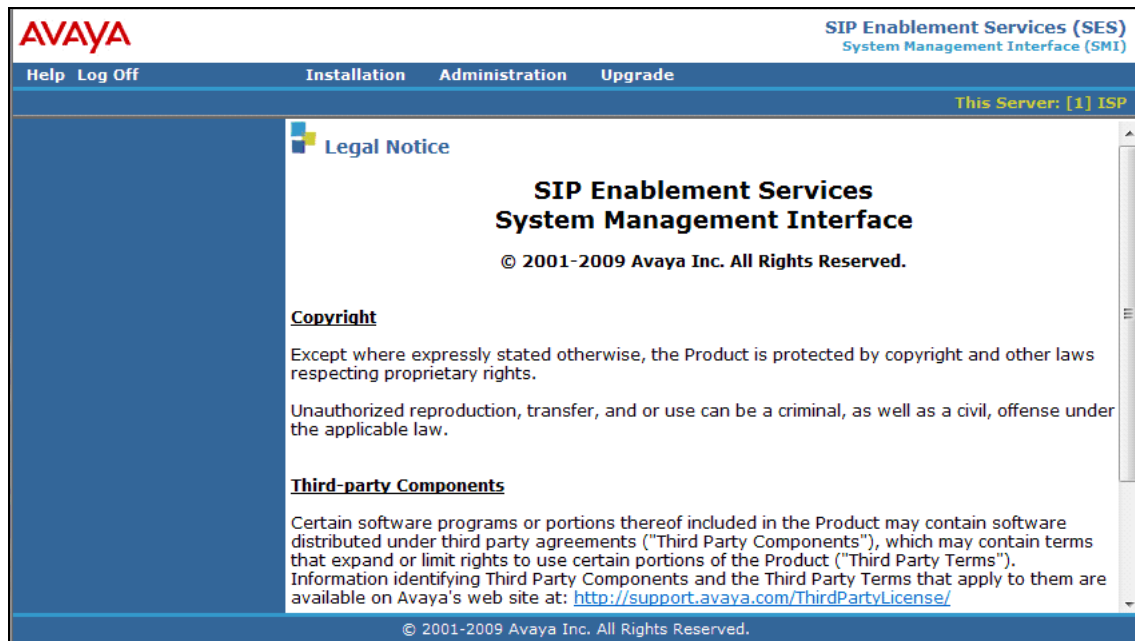 AVAYA
SIP Enablement Services (SES)
System Management Interface (SMI)
Help Log Off Installation Administration Upgrade
This Server: [1] ISP
Legal Notice
SIP Enablement Services
System Management Interface
© 2001-2009 Avaya Inc. All Rights Reserved.
Copyright
Except where expressly stated otherwise, the Product is protected by copyright and other laws
respecting proprietary rights.
Unauthorized reproduction, transfer, and or use can be a criminal, as well as a civil, offense under
the applicable law.
Third-party Components
Certain software programs or portions thereof included in the Product may contain software
distributed under third party agreements ("Third Party Components"), which may contain terms
that expand or limit rights to use certain portions of the Product ("Third Party Terms").
Information identifying Third Party Components and the Third Party Terms that apply to them are
available on Avaya's web site at: http://support.avaya.com/ThirdPartyLicense/
© 2001-2009 Avaya Inc. All Rights Reserved.